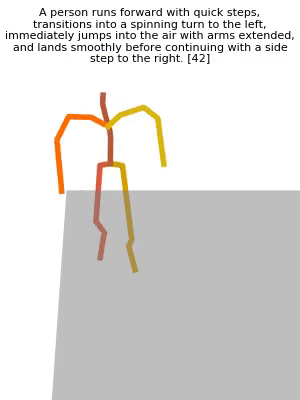 A person runs forward with quick steps,
transitions into a spinning turn to the left,
immediately jumps into the air with arms extended,
and lands smoothly before continuing with a side
step to the right. [42]